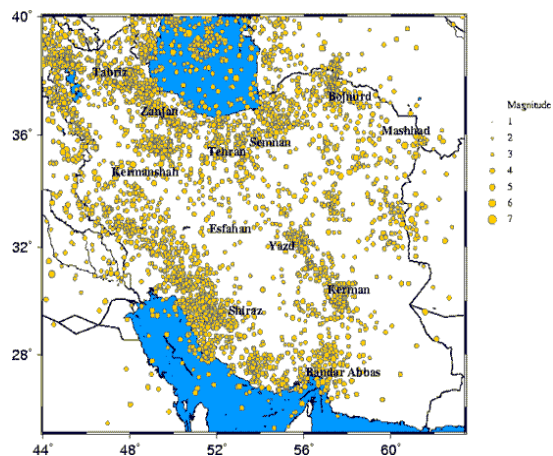 40°
Tabriz
Bojnurd
Zanjan
Magnitude
1
2
3
4
5
6
7
Mashhad
36°
Semnan
Tehran
Kermanshah
Esfahan
32°
Yazd
Kerman
Shiraz
28°
Bandar Abbas
44° 48° 52° 56° 60°